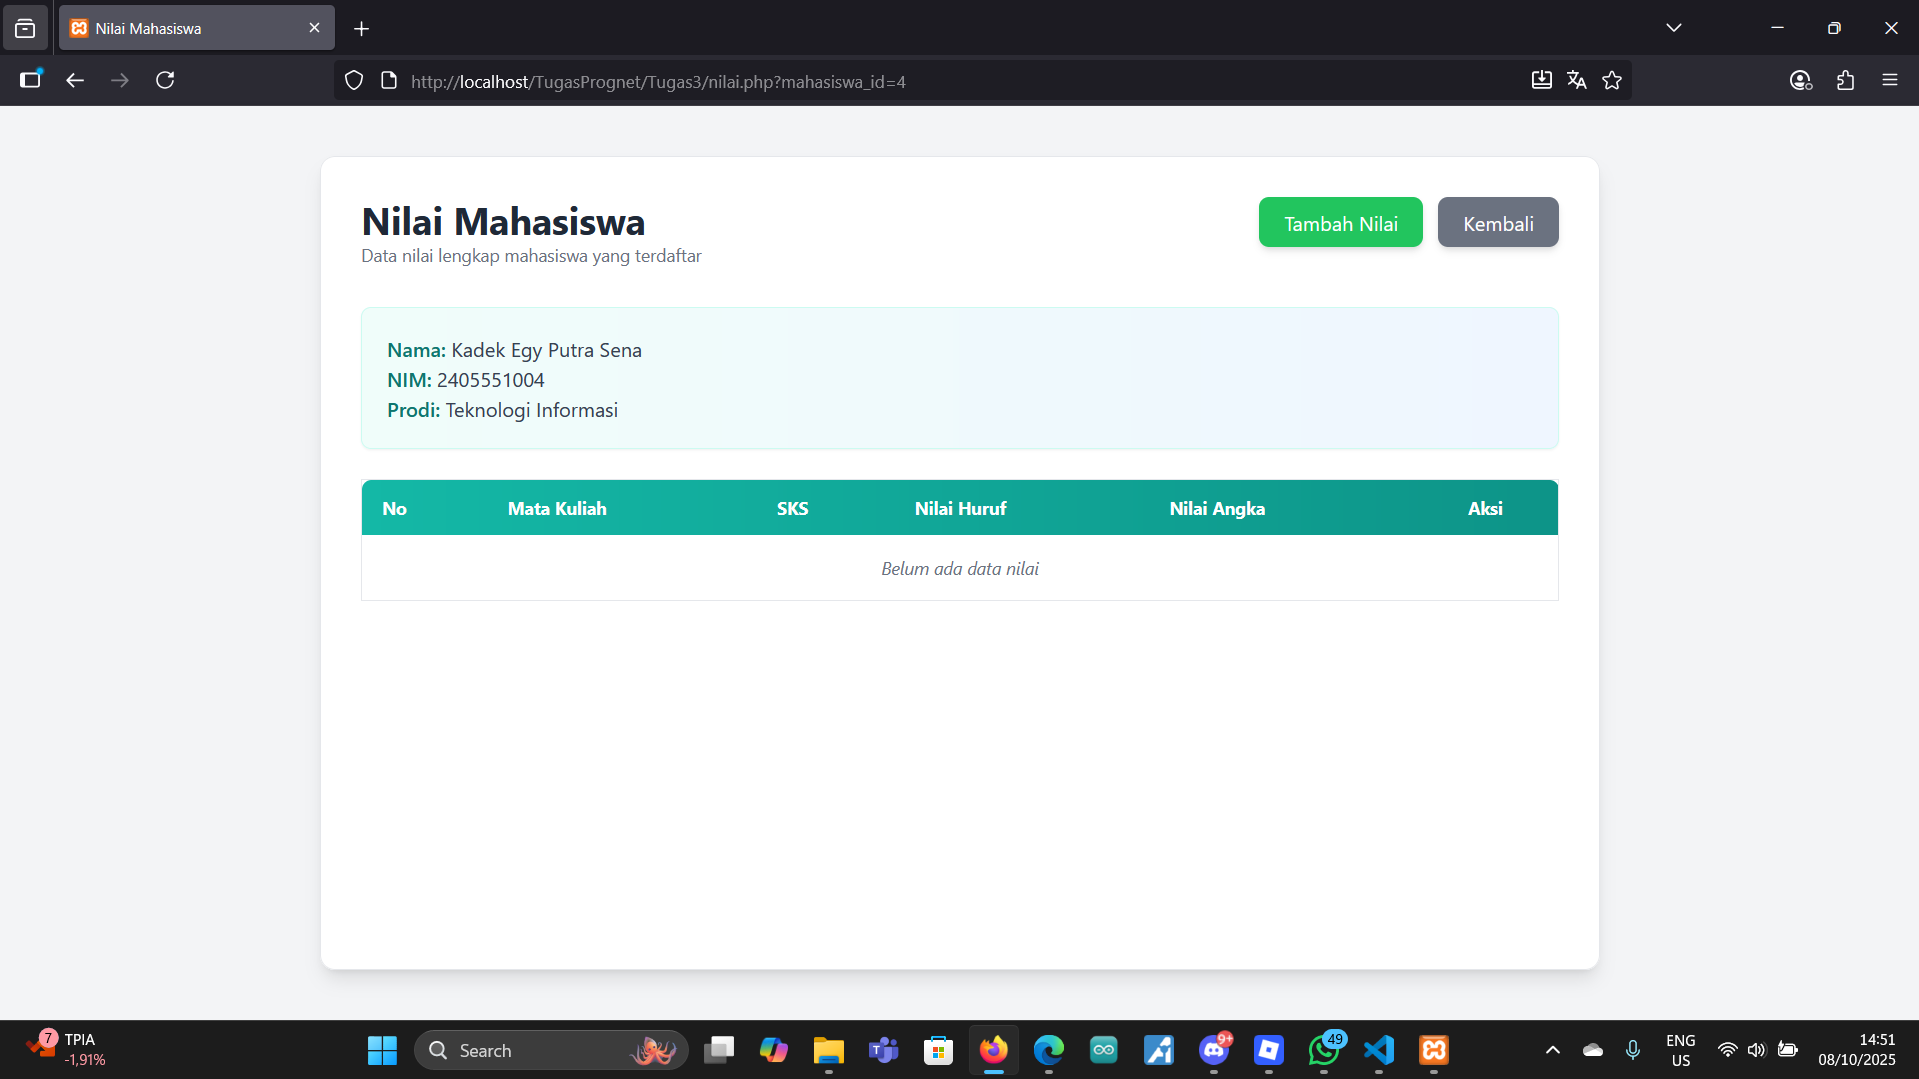 Nilai Mahasiswa
http://localhost/TugasPrognet/Tugas3/nilai.php?mahasiswa_id=4
Nilai Mahasiswa
Data nilai lengkap mahasiswa yang terdaftar
Tambah Nilai
Kembali
Nama: Kadek Egy Putra Sena
NIM: 2405551004
Prodi: Teknologi Informasi
No Mata Kuliah SKS Nilai Huruf Nilai Angka Aksi
Belum ada data nilai
7
TPIA
-1,91%
Search
9+
49
ENG
US
14:51
08/10/2025